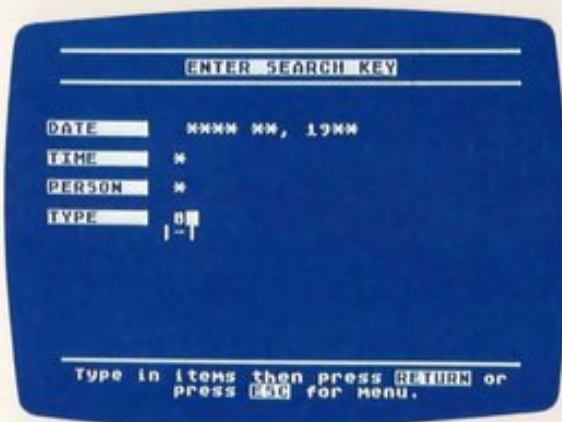 ENTER SEARCH KEY
DATE **** **, 19**
TIME *
PERSON *
TYPE 8
|-|
Type in items then press RETURN or
press ESC for menu.